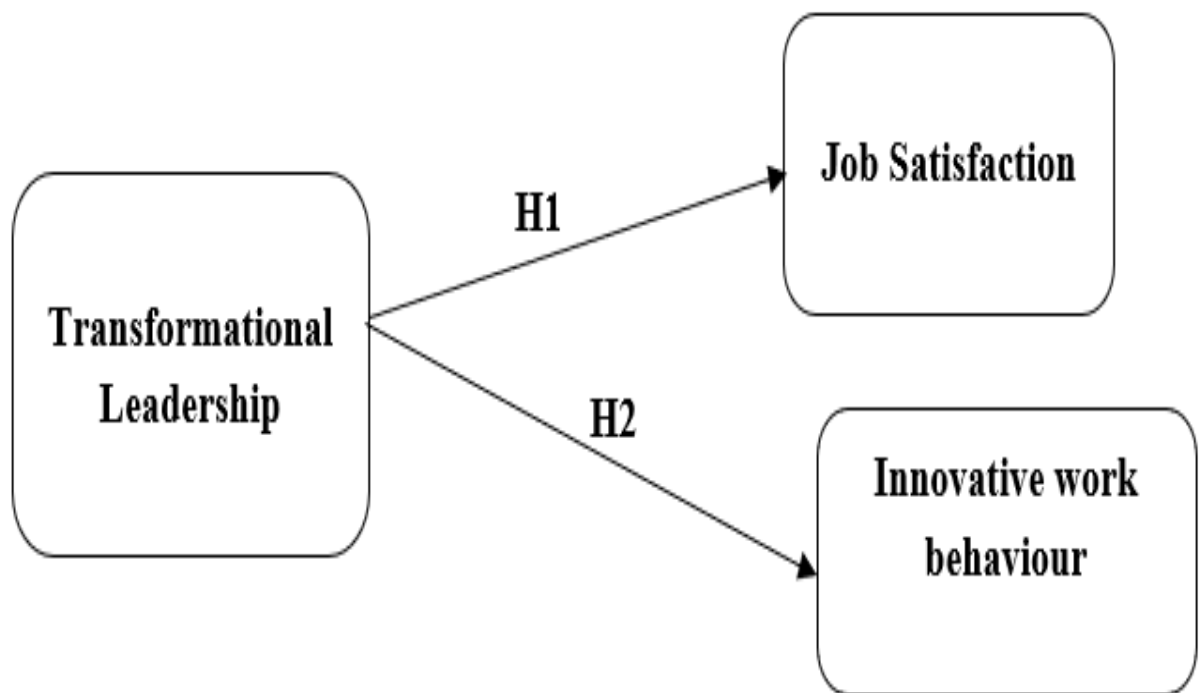 Transformational
Leadership
H1
Job Satisfaction
H2
Innovative work
behaviour